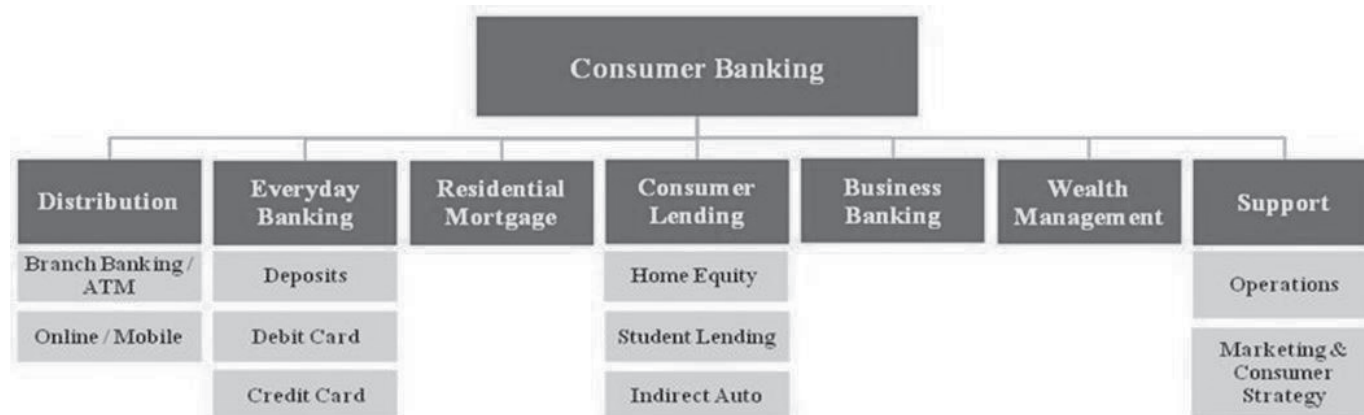 Consumer Banking
Distribution
Branch Banking /
ATM
Online / Mobile
Everyday
Banking
Deposits
Debit Card
Credit Card
Residential
Mortgage
Consumer
Lending
Home Equity
Student Lending
Indirect Auto
Business
Banking
Wealth
Management
Support
Operations
Marketing &
Consumer
Strategy